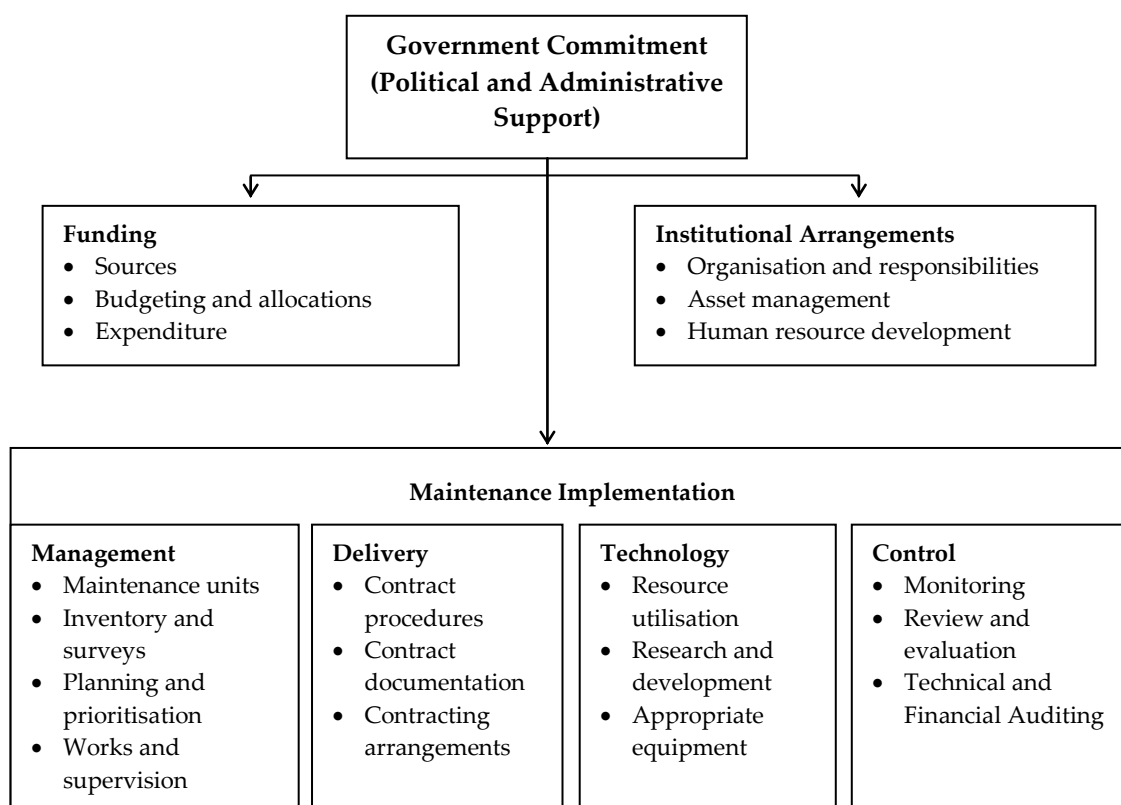 Government Commitment
(Political and Administrative
Support)
Funding
• Sources
• Budgeting and allocations
• Expenditure
Institutional Arrangements
• Organisation and responsibilities
• Asset management
• Human resource development
Maintenance Implementation
Management
• Maintenance units
• Inventory and
surveys
• Planning and
prioritisation
• Works and
supervision
Delivery
• Contract
procedures
• Contract
documentation
• Contracting
arrangements
Technology
• Resource
utilisation
• Research and
development
• Appropriate
equipment
Control
• Monitoring
• Review and
evaluation
• Technical and
Financial Auditing